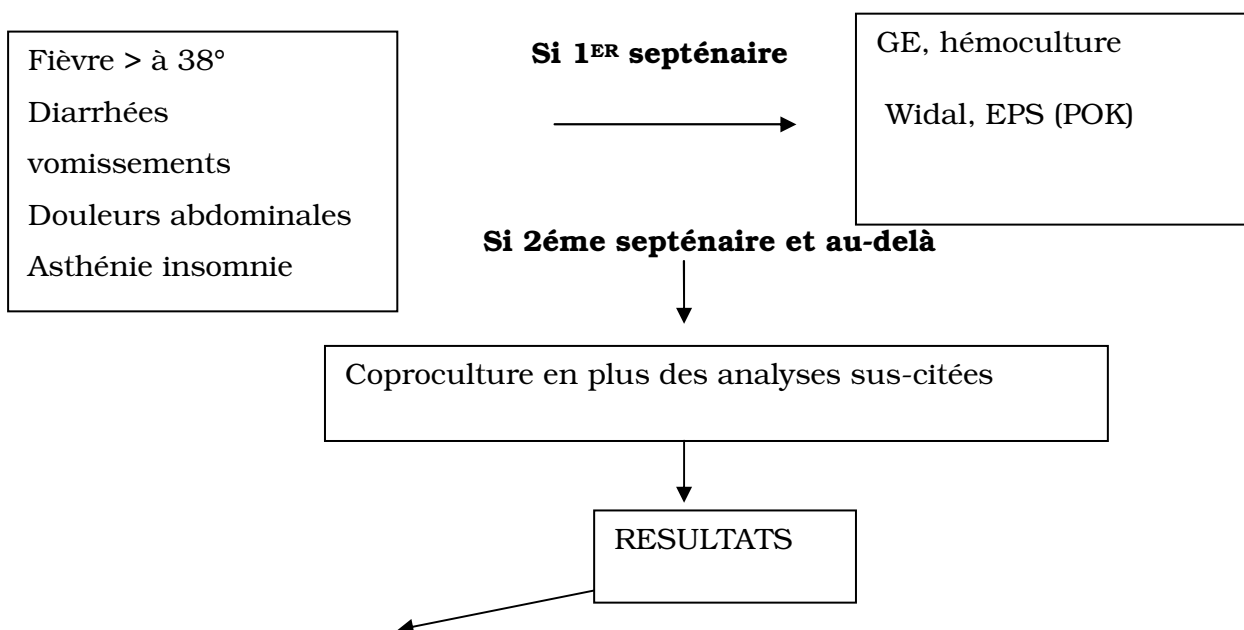 Fièvre > à 38°
Diarrhées
vomissements
Douleurs abdominales
Asthénie insomnie
Si 1ER septénaire
GE, hémoculture
Widal, EPS (POK)
Si 2éme septénaire et au-delà
Coproculture en plus des analyses sus-citées
RESULTATS